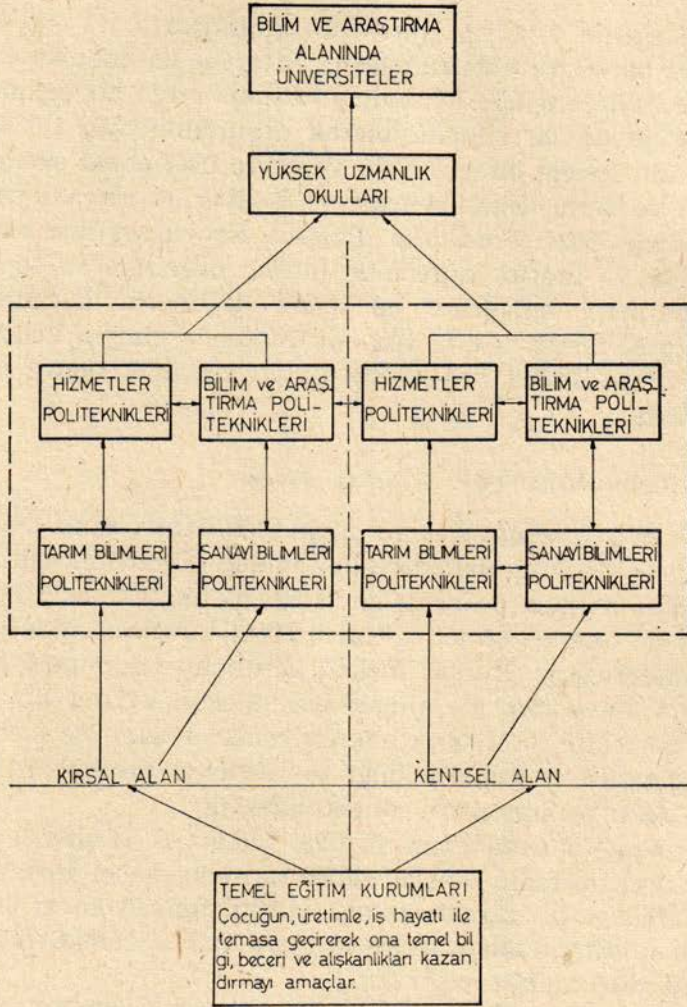 BİLİM VE ARAŞTIRMA
ALANINDA
ÜNİVERSİTELER
YÜKSEK UZMANLIK
OKULLARI
HİZMETLER
POLİTEKNİKLERİ
BİLİM ve ARAŞ_
TIRMA POLİ_
TEKNİKLERİ
HİZMETLER
POLİTEKNİKLERİ
BİLİM ve ARAŞ_
TIRMA POLİ_
TEKNİKLERİ
TARIM BİLİMLERİ
POLİTEKNİKLERİ
SANAYİ BİLİMLERİ
POLİTEKNİKLERİ
TARIM BİLİMLERİ
POLİTEKNİKLERİ
SANAYİ BİLİMLERİ
POLİTEKNİKLERİ
KIRSAL ALAN
KENTSEL ALAN
TEMEL EĞİTİM KURUMLARI
Çocuğun, üretimle, iş hayatı ile
temasa geçirerek ona temel bil
gi, beceri ve alışkanlıkları kazan
dırmayı amaçlar.